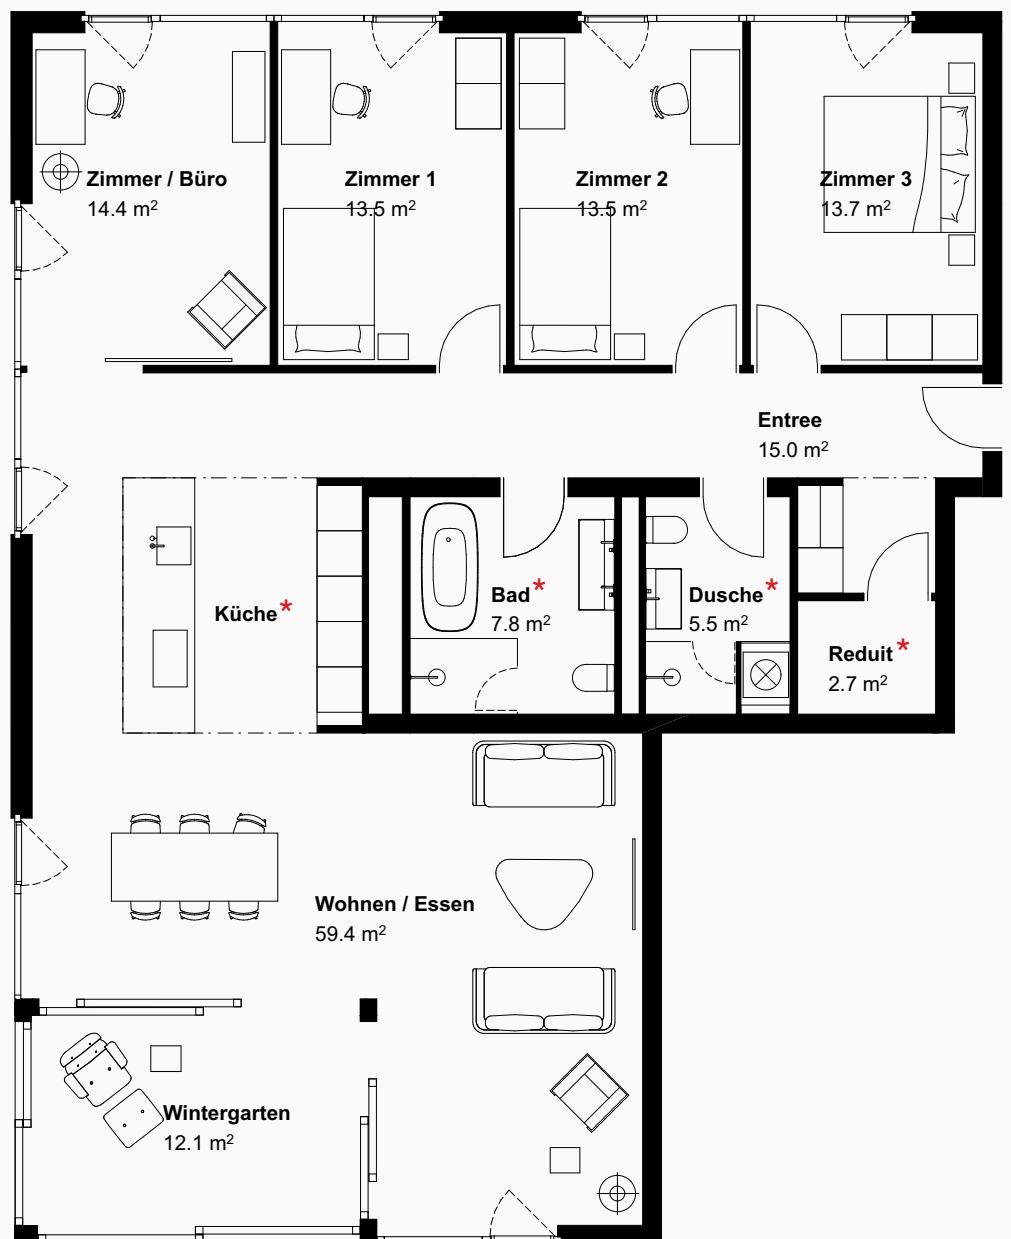 Zimmer / Büro
14.4 m²
Zimmer 1
13.5 m²
Zimmer 2
13.5 m²
Zimmer 3
13.7 m²
Entree
15.0 m²
Küche*
Bad*
7.8 m²
Dusche*
5.5 m²
Reduit*
2.7 m²
Wohnen / Essen
59.4 m²
Wintergarten
12.1 m²